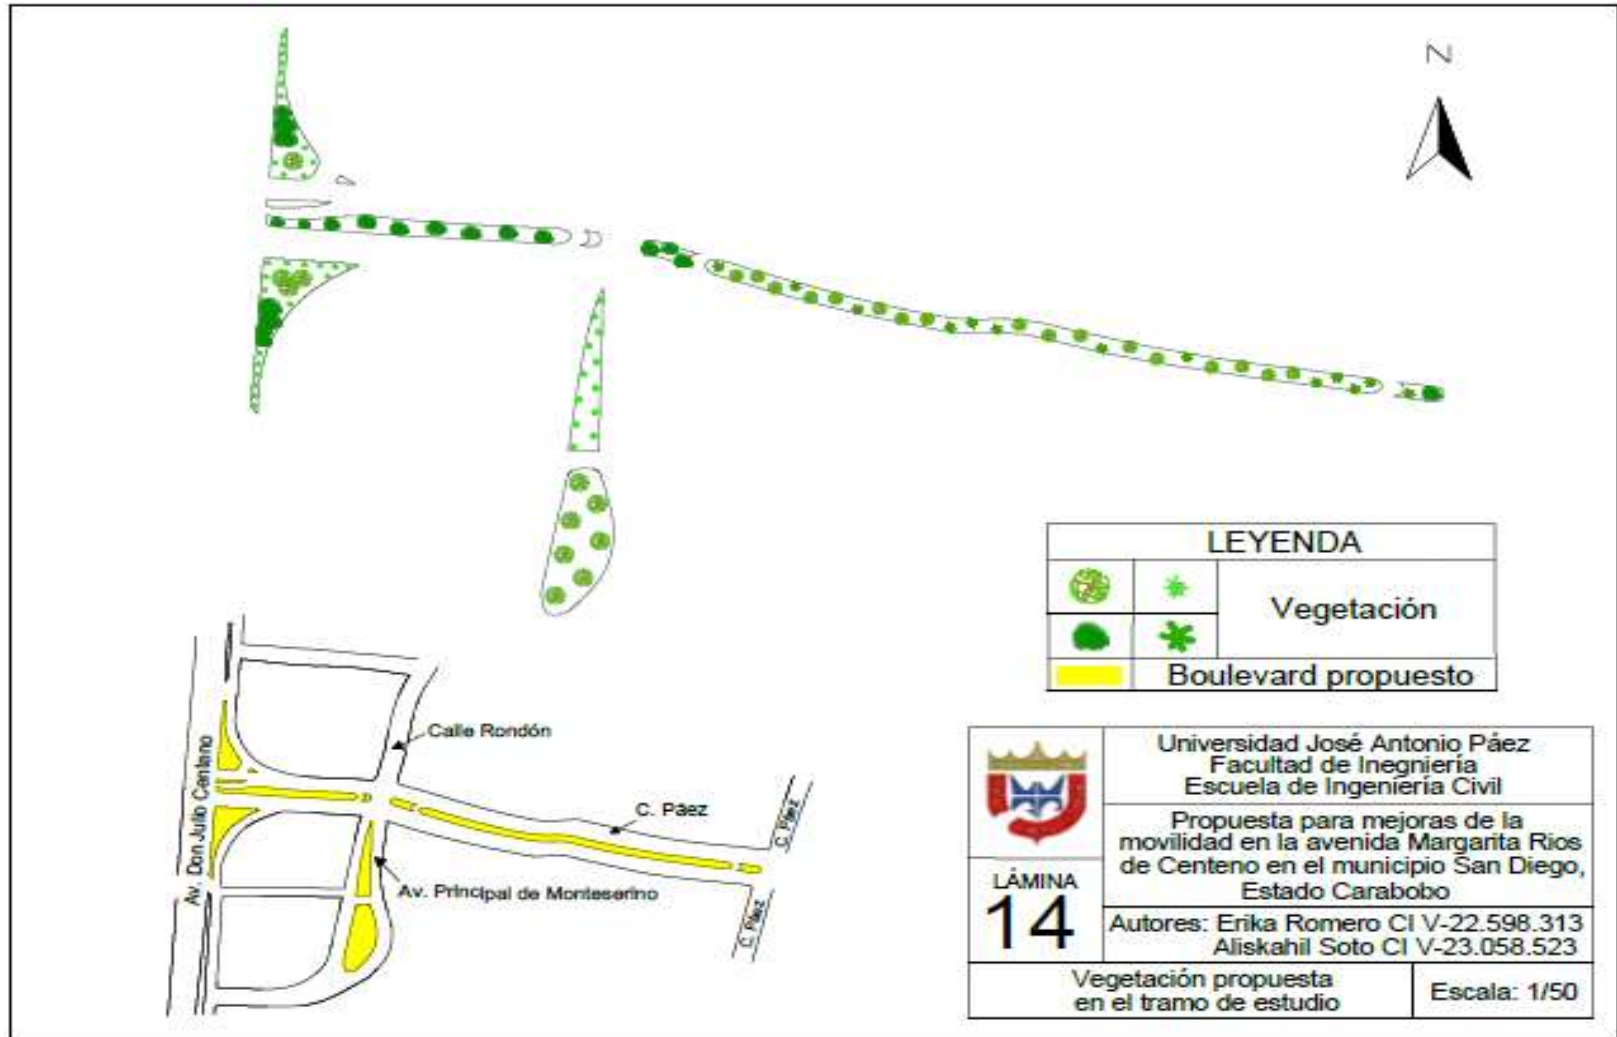 N
LEYENDA
Vegetación
Boulevard propuesto
Calle Rondón
C. Páez
Av. Don Julio Centeno
Av. Principal de Monteserino
C. Páez
C. Páez
Universidad José Antonio Páez
Facultad de Inegniería
Escuela de Ingeniería Civil
Propuesta para mejoras de la
movilidad en la avenida Margarita Rios
de Centeno en el municipio San Diego,
Estado Carabobo
LÁMINA
14
Autores: Erika Romero CI V-22.598.313
Aliskahil Soto CI V-23.058.523
Vegetación propuesta
en el tramo de estudio
Escala: 1/50